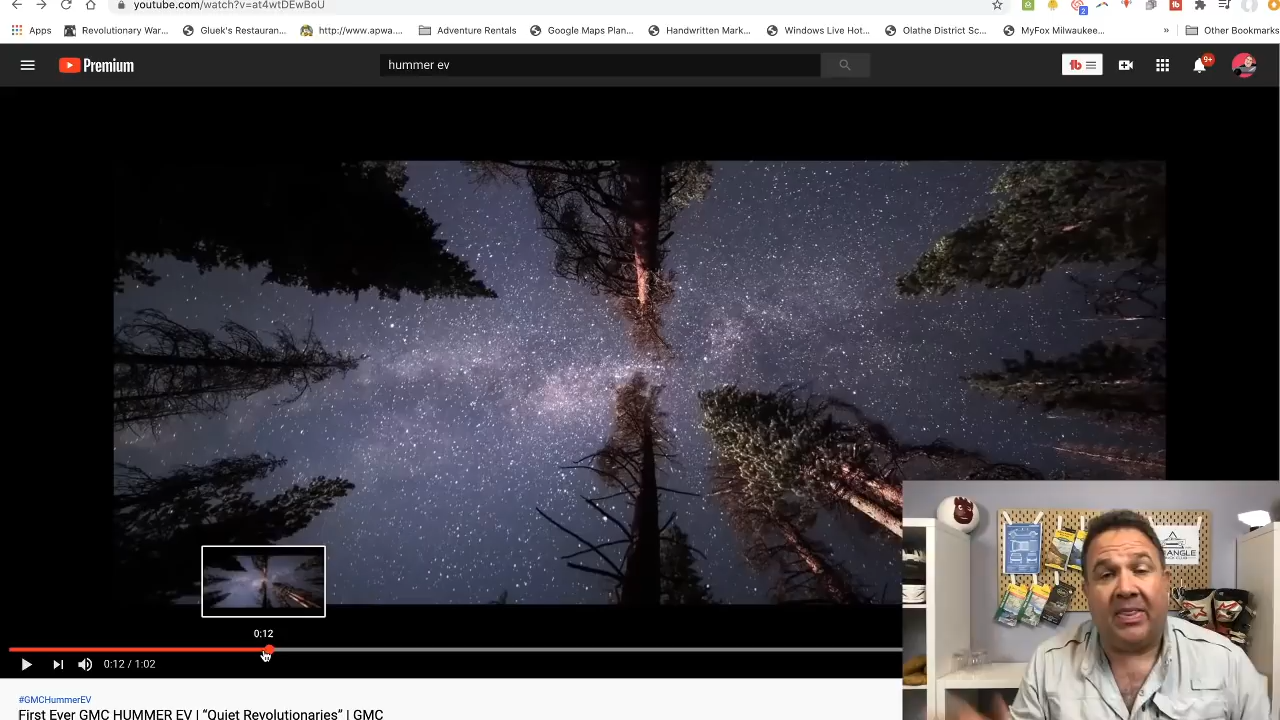 youtube.com/watch?v=at4wtDEwBoU
Apps
Revolutionary War...
Gluek's Restauran...
http://www.apwa....
Adventure Rentals
Google Maps Plan...
Handwritten Mark...
Windows Live Hot...
Olathe District Sc...
MyFox Milwaukee...
»
Other Bookmarks
2
Premium
hummer ev
tb
9+
0:12
0:12 / 1:02
#GMCHummerEV
First Ever GMC HUMMER EV | “Quiet Revolutionaries” | GMC